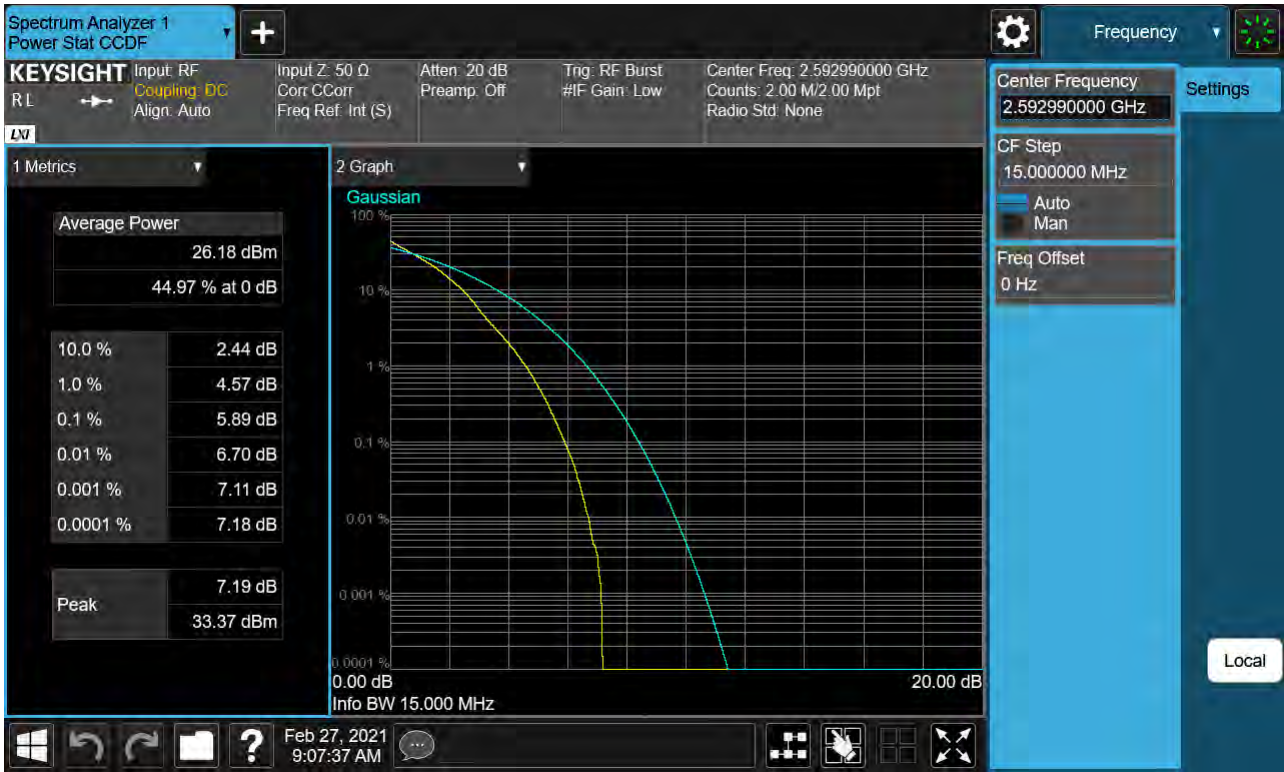 Spectrum Analyzer 1
Power Stat CCDF
Frequency
KEYSIGHT
RL
LXI
Input: RF
Coupling: DC
Align: Auto
Input Z: 50 Ω
Corr CCorr
Freq Ref: Int (S)
Atten: 20 dB
Preamp: Off
Trig: RF Burst
#IF Gain: Low
Center Freq: 2.592990000 GHz
Counts: 2.00 M/2.00 Mpt
Radio Std: None
Center Frequency
2.592990000 GHz
Settings
CF Step
15.000000 MHz
Auto
Man
Freq Offset
0 Hz
1 Metrics
Average Power
26.18 dBm
44.97 % at 0 dB
10.0 % 2.44 dB
1.0 % 4.57 dB
0.1 % 5.89 dB
0.01 % 6.70 dB
0.001 % 7.11 dB
0.0001 % 7.18 dB
Peak
7.19 dB
33.37 dBm
2 Graph
Gaussian
100 %
10 %
1 %
0.1 %
0.01 %
0.001 %
0.0001 %
0.00 dB 20.00 dB
Info BW 15.000 MHz
Local
?
Feb 27, 2021
9:07:37 AM